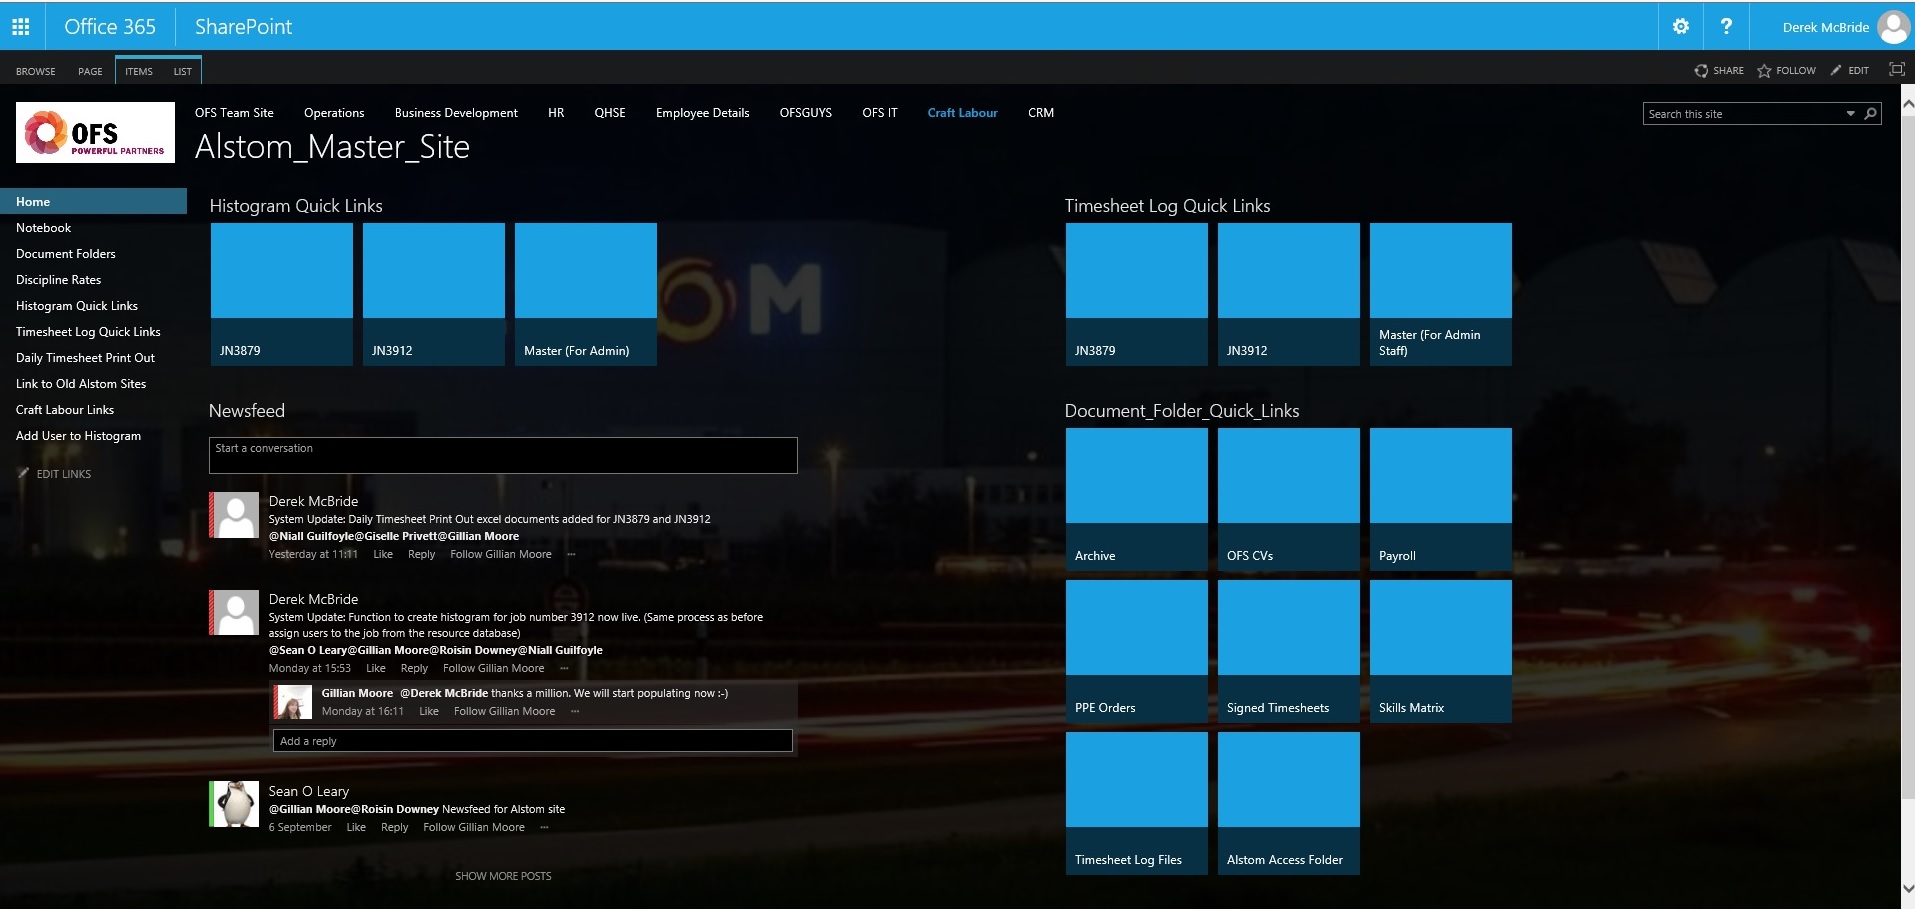 Office 365
SharePoint
Derek McBride
BROWSE
PAGE
ITEMS
LIST
SHARE
FOLLOW
EDIT
OFS
POWERFUL PARTNERS
OFS Team Site
Operations
Business Development
HR
QHSE
Employee Details
OFSGUYS
OFS IT
Craft Labour
CRM
Search this site
Alstom_Master_Site
Home
Notebook
Document Folders
Discipline Rates
Histogram Quick Links
Timesheet Log Quick Links
Daily Timesheet Print Out
Link to Old Alstom Sites
Craft Labour Links
Add User to Histogram
EDIT LINKS
Histogram Quick Links
JN3879
JN3912
Master (For Admin)
OM
Newsfeed
Start a conversation
Derek McBride
System Update: Daily Timesheet Print Out excel documents added for JN3879 and JN3912
@Niall Guilfoyle@Giselle Privett@Gillian Moore
Yesterday at 11:11 Like Reply Follow Gillian Moore ...
Derek McBride
System Update: Function to create histogram for job number 3912 now live. (Same process as before
assign users to the job from the resource database)
@Sean O Leary@Gillian Moore@Roisin Downey@Niall Guilfoyle
Monday at 15:53 Like Reply Follow Gillian Moore ...
Gillian Moore @Derek McBride thanks a million. We will start populating now :-)
Monday at 16:11 Like Follow Gillian Moore ...
Add a reply
Sean O Leary
@Gillian Moore@Roisin Downey Newsfeed for Alstom site
6 September Like Reply Follow Gillian Moore ...
SHOW MORE POSTS
Timesheet Log Quick Links
JN3879
JN3912
Master (For Admin
Staff)
Document_Folder_Quick_Links
Archive
OFS CVs
Payroll
PPE Orders
Signed Timesheets
Skills Matrix
Timesheet Log Files
Alstom Access Folder